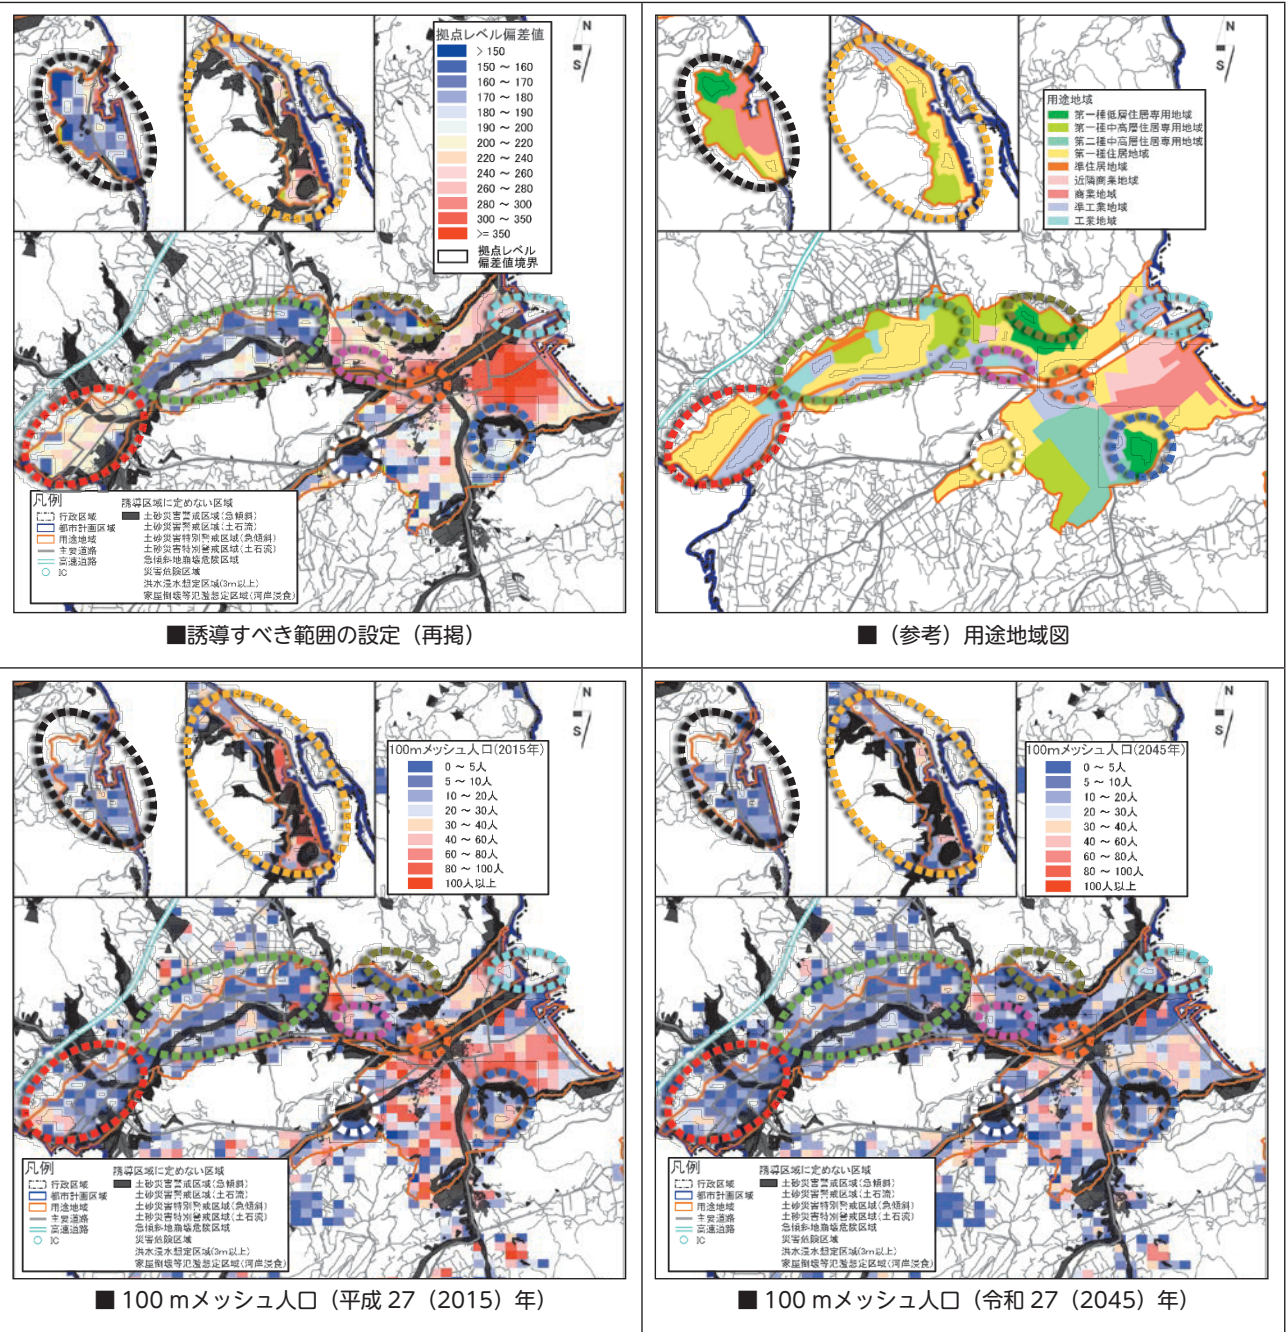 拠点レベル偏差値
> 150
150 ～ 160
160 ～ 170
170 ～ 180
180 ～ 190
190 ～ 200
200 ～ 220
220 ～ 240
240 ～ 260
260 ～ 280
280 ～ 300
300 ～ 350
>= 350
拠点レベル
偏差値境界
N
S
凡例
行政区域
都市計画区域
用途地域
主要道路
高速道路
IC
誘導区域に定めない区域
土砂災害警戒区域(急傾斜)
土砂災害警戒区域(土石流)
土砂災害特別警戒区域(急傾斜)
土砂災害特別警戒区域(土石流)
急傾斜地崩壊危険区域
災害危険区域
洪水浸水想定区域(3m以上)
家屋倒壊等氾濫想定区域(河岸浸食)
■誘導すべき範囲の設定（再掲）
N
S
用途地域
第一種低層住居専用地域
第一種中高層住居専用地域
第二種中高層住居専用地域
第一種住居地域
準住居地域
近隣商業地域
商業地域
準工業地域
工業地域
■（参考）用途地域図
N
S
100mメッシュ人口(2015年)
0 ～ 5人
5 ～ 10人
10 ～ 20人
20 ～ 30人
30 ～ 40人
40 ～ 60人
60 ～ 80人
80 ～ 100人
100人以上
凡例
行政区域
都市計画区域
用途地域
主要道路
高速道路
IC
誘導区域に定めない区域
土砂災害警戒区域(急傾斜)
土砂災害警戒区域(土石流)
土砂災害特別警戒区域(急傾斜)
土砂災害特別警戒区域(土石流)
急傾斜地崩壊危険区域
災害危険区域
洪水浸水想定区域(3m以上)
家屋倒壊等氾濫想定区域(河岸浸食)
■ 100 mメッシュ人口（平成 27（2015）年）
N
S
100mメッシュ人口(2045年)
0 ～ 5人
5 ～ 10人
10 ～ 20人
20 ～ 30人
30 ～ 40人
40 ～ 60人
60 ～ 80人
80 ～ 100人
100人以上
凡例
行政区域
都市計画区域
用途地域
主要道路
高速道路
IC
誘導区域に定めない区域
土砂災害警戒区域(急傾斜)
土砂災害警戒区域(土石流)
土砂災害特別警戒区域(急傾斜)
土砂災害特別警戒区域(土石流)
急傾斜地崩壊危険区域
災害危険区域
洪水浸水想定区域(3m以上)
家屋倒壊等氾濫想定区域(河岸浸食)
■ 100 mメッシュ人口（令和 27（2045）年）